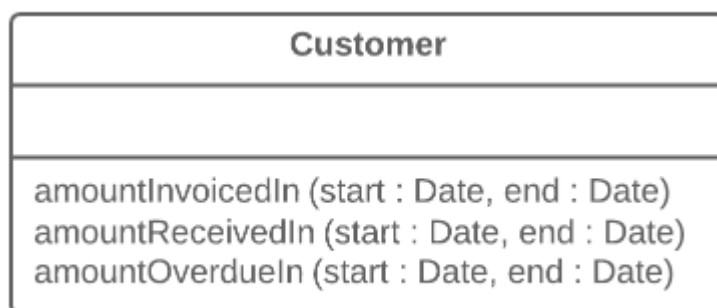 Customer
amountInvoicedIn (start : Date, end : Date)
amountReceivedIn (start : Date, end : Date)
amountOverdueIn (start : Date, end : Date)